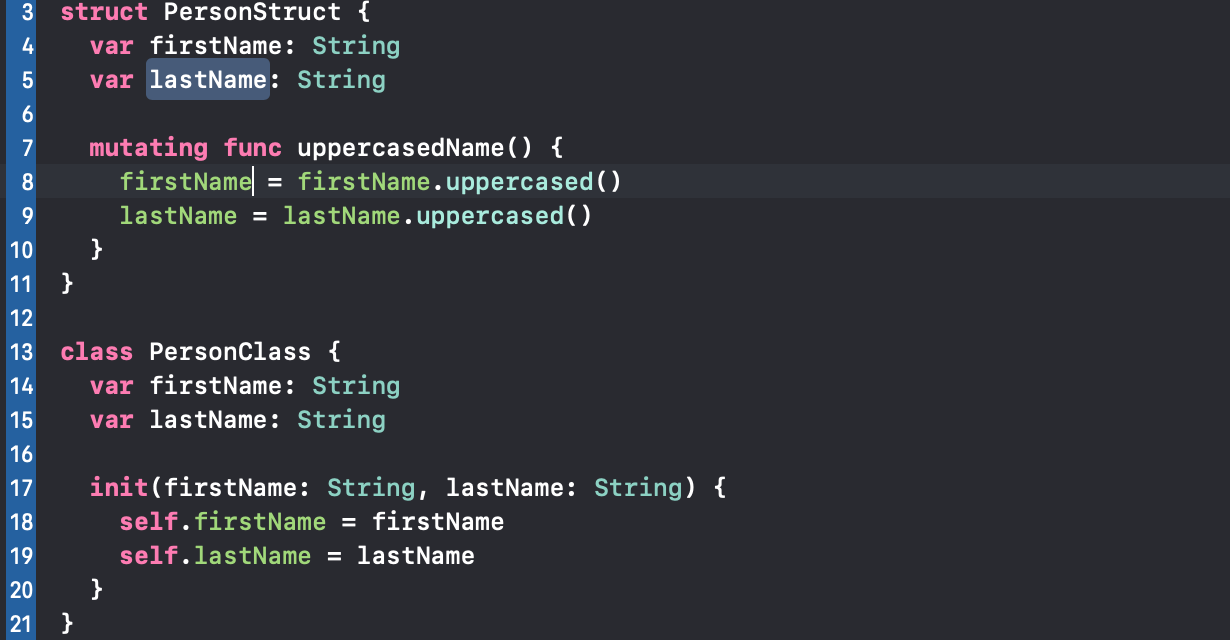 3 struct PersonStruct {
4 var firstName: String
5 var lastName: String
6
7 mutating func uppercasedName() {
8 firstName = firstName.uppercased()
9 lastName = lastName.uppercased()
10 }
11 }
12
13 class PersonClass {
14 var firstName: String
15 var lastName: String
16
17 init(firstName: String, lastName: String) {
18 self.firstName = firstName
19 self.lastName = lastName
20 }
21 }